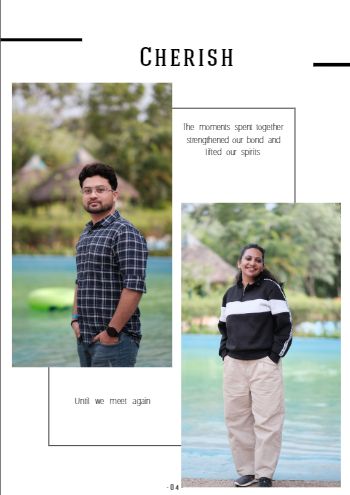 CHERISH
The moments spent together
strengthened our bond and
lifted our spirits
Until we meet again
- 04 -